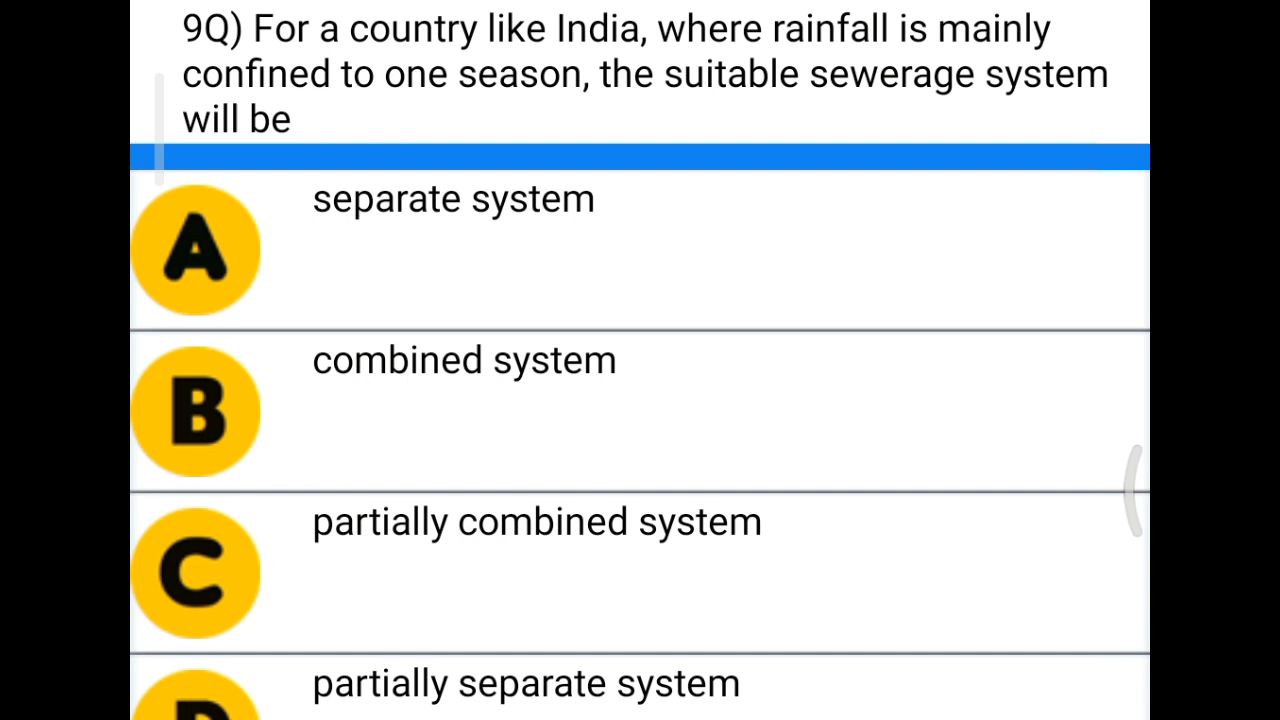 9Q) For a country like India, where rainfall is mainly
confined to one season, the suitable sewerage system
will be
A separate system
B combined system
C partially combined system
D partially separate system